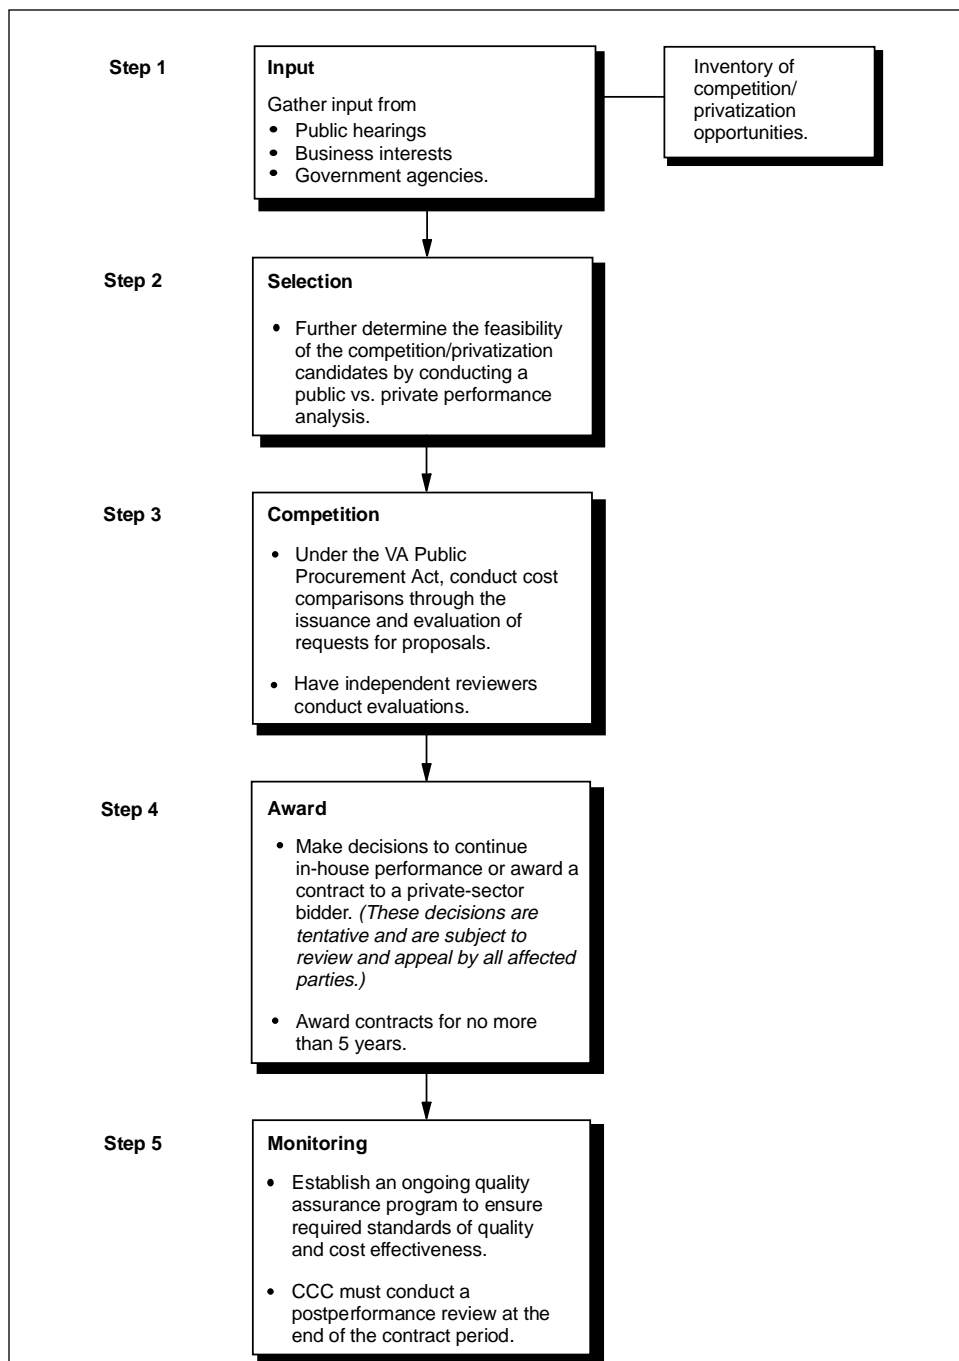 Step 1
Input
Gather input from
• Public hearings
• Business interests
• Government agencies.
Inventory of
competition/
privatization
opportunities.
Step 2
Selection
• Further determine the feasibility
of the competition/privatization
candidates by conducting a
public vs. private performance
analysis.
Step 3
Competition
• Under the VA Public
Procurement Act, conduct cost
comparisons through the
issuance and evaluation of
requests for proposals.
• Have independent reviewers
conduct evaluations.
Step 4
Award
• Make decisions to continue
in-house performance or award a
contract to a private-sector
bidder. (These decisions are
tentative and are subject to
review and appeal by all affected
parties.)
• Award contracts for no more
than 5 years.
Step 5
Monitoring
• Establish an ongoing quality
assurance program to ensure
required standards of quality
and cost effectiveness.
• CCC must conduct a
postperformance review at the
end of the contract period.